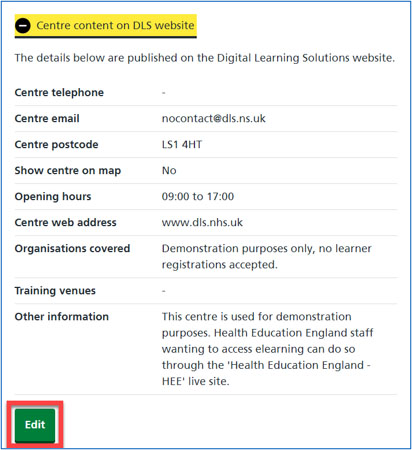 Centre content on DLS website
The details below are published on the Digital Learning Solutions website.
Centre telephone -
Centre email nocontact@dls.ns.uk
Centre postcode LS1 4HT
Show centre on map No
Opening hours 09:00 to 17:00
Centre web address www.dls.nhs.uk
Organisations covered Demonstration purposes only, no learner
registrations accepted.
Training venues -
Other information This centre is used for demonstration
purposes. Health Education England staff
wanting to access elearning can do so
through the 'Health Education England -
HEE' live site.
Edit